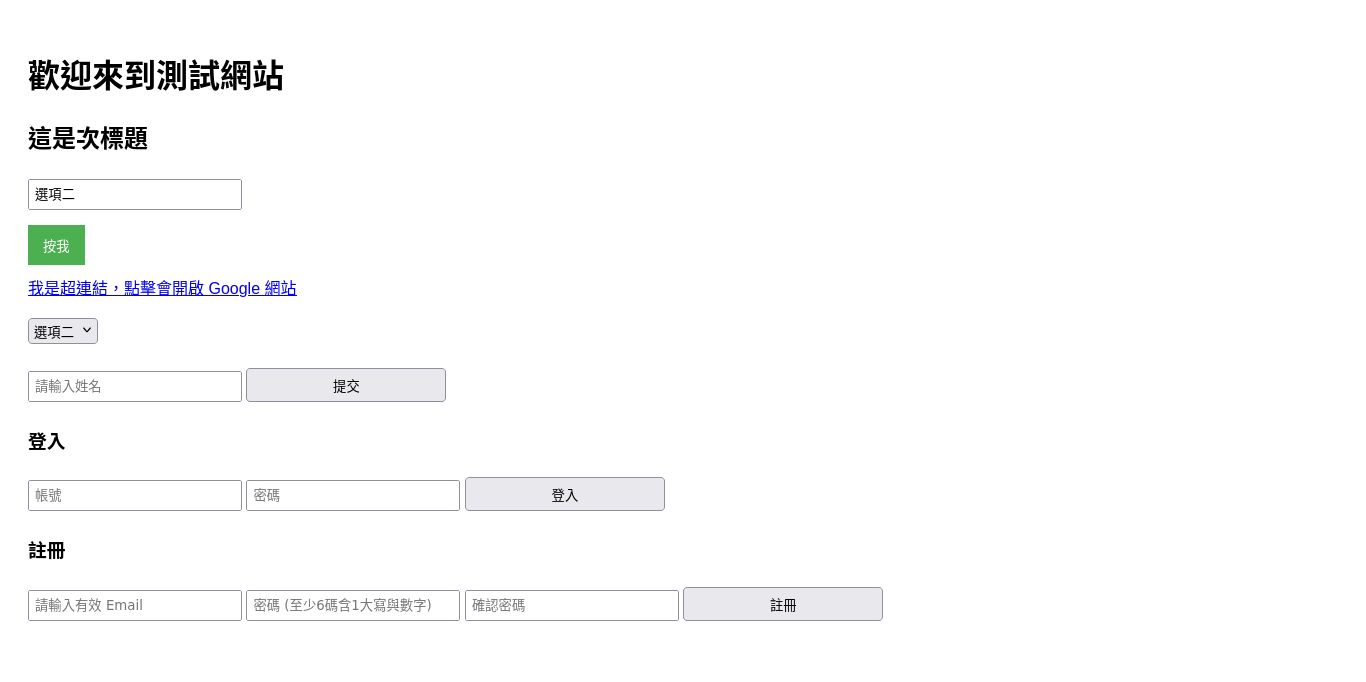 歡迎來到測試網站
這是次標題
選項二
按我
我是超連結，點擊會開啟 Google 網站
選項二
請輸入姓名 提交
登入
帳號 密碼 登入
註冊
請輸入有效 Email 密碼 (至少6碼含1大寫與數字) 確認密碼 註冊